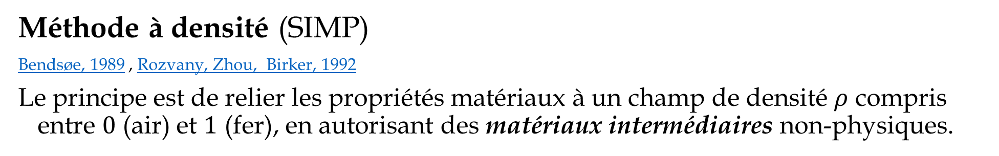 Méthode à densité (SIMP)
Bendsøe, 1989 , Rozvany, Zhou,  Birker, 1992
Le principe est de relier les propriétés matériaux à un champ de densité ρ compris
entre 0 (air) et 1 (fer), en autorisant des matériaux intermédiaires non-physiques.